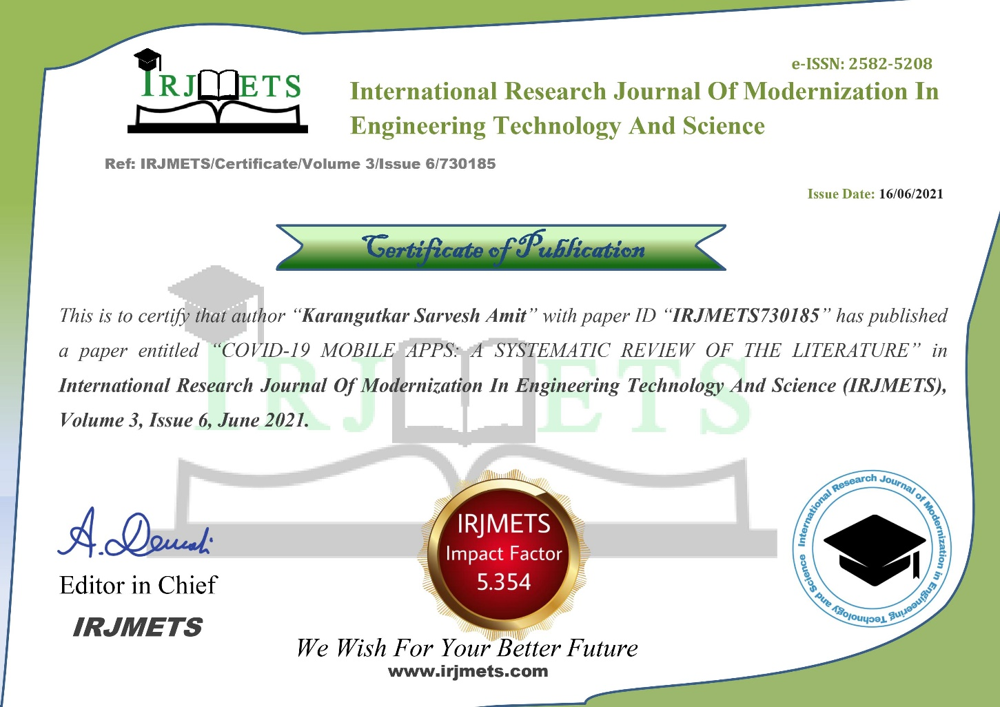 IRJMETS
e-ISSN: 2582-5208
International Research Journal Of Modernization In
Engineering Technology And Science
Ref: IRJMETS/Certificate/Volume 3/Issue 6/730185
Issue Date: 16/06/2021
Certificate of Publication
This is to certify that author “Karangutkar Sarvesh Amit” with paper ID “IRJMETS730185” has published
a paper entitled “COVID-19 MOBILE APPS: A SYSTEMATIC REVIEW OF THE LITERATURE” in
International Research Journal Of Modernization In Engineering Technology And Science (IRJMETS),
Volume 3, Issue 6, June 2021.
IRJMETS
IRJMETS
Impact Factor
5.354
International Research Journal of Modernization in Engineering Technology and Science
Editor in Chief
IRJMETS
We Wish For Your Better Future
www.irjmets.com